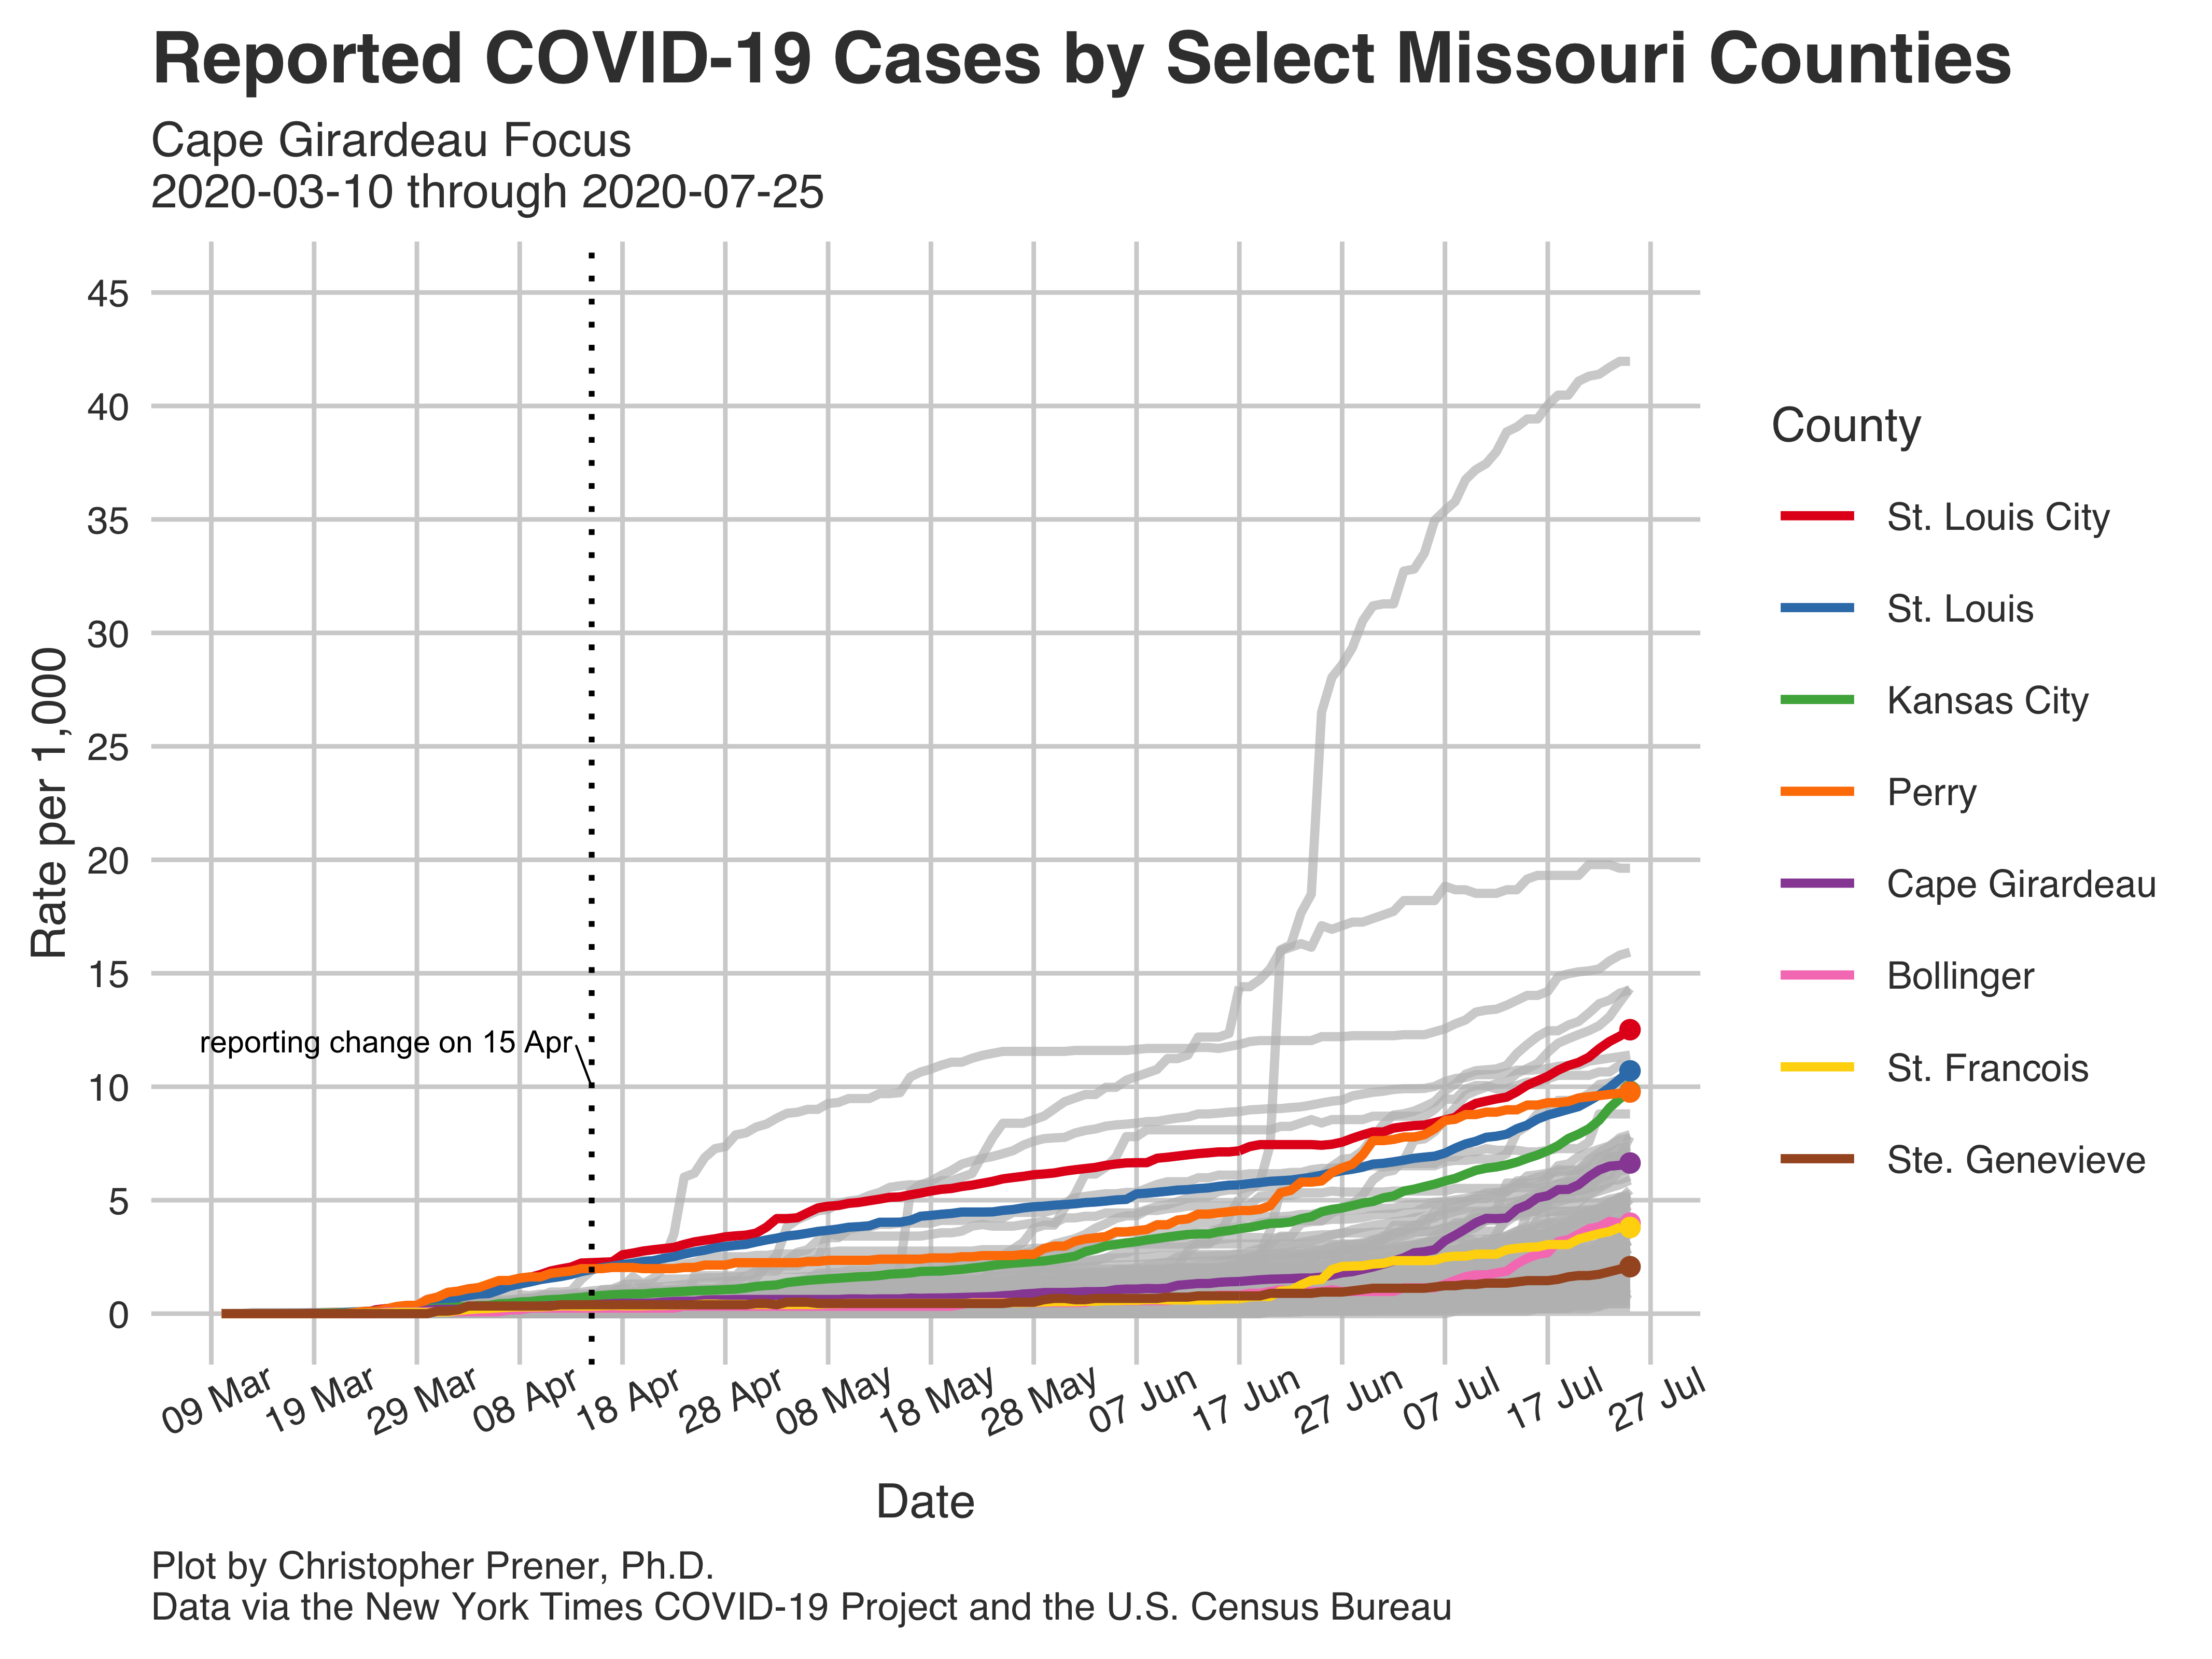 Reported COVID-19 Cases by Select Missouri Counties
Cape Girardeau Focus
2020-03-10 through 2020-07-25
Rate per 1,000
45
40
35
30
25
20
15
10
5
0
reporting change on 15 Apr
09 Mar
19 Mar
29 Mar
08 Apr
18 Apr
28 Apr
08 May
18 May
28 May
07 Jun
17 Jun
27 Jun
07 Jul
17 Jul
27 Jul
Date
County
St. Louis City
St. Louis
Kansas City
Perry
Cape Girardeau
Bollinger
St. Francois
Ste. Genevieve
Plot by Christopher Prener, Ph.D.
Data via the New York Times COVID-19 Project and the U.S. Census Bureau